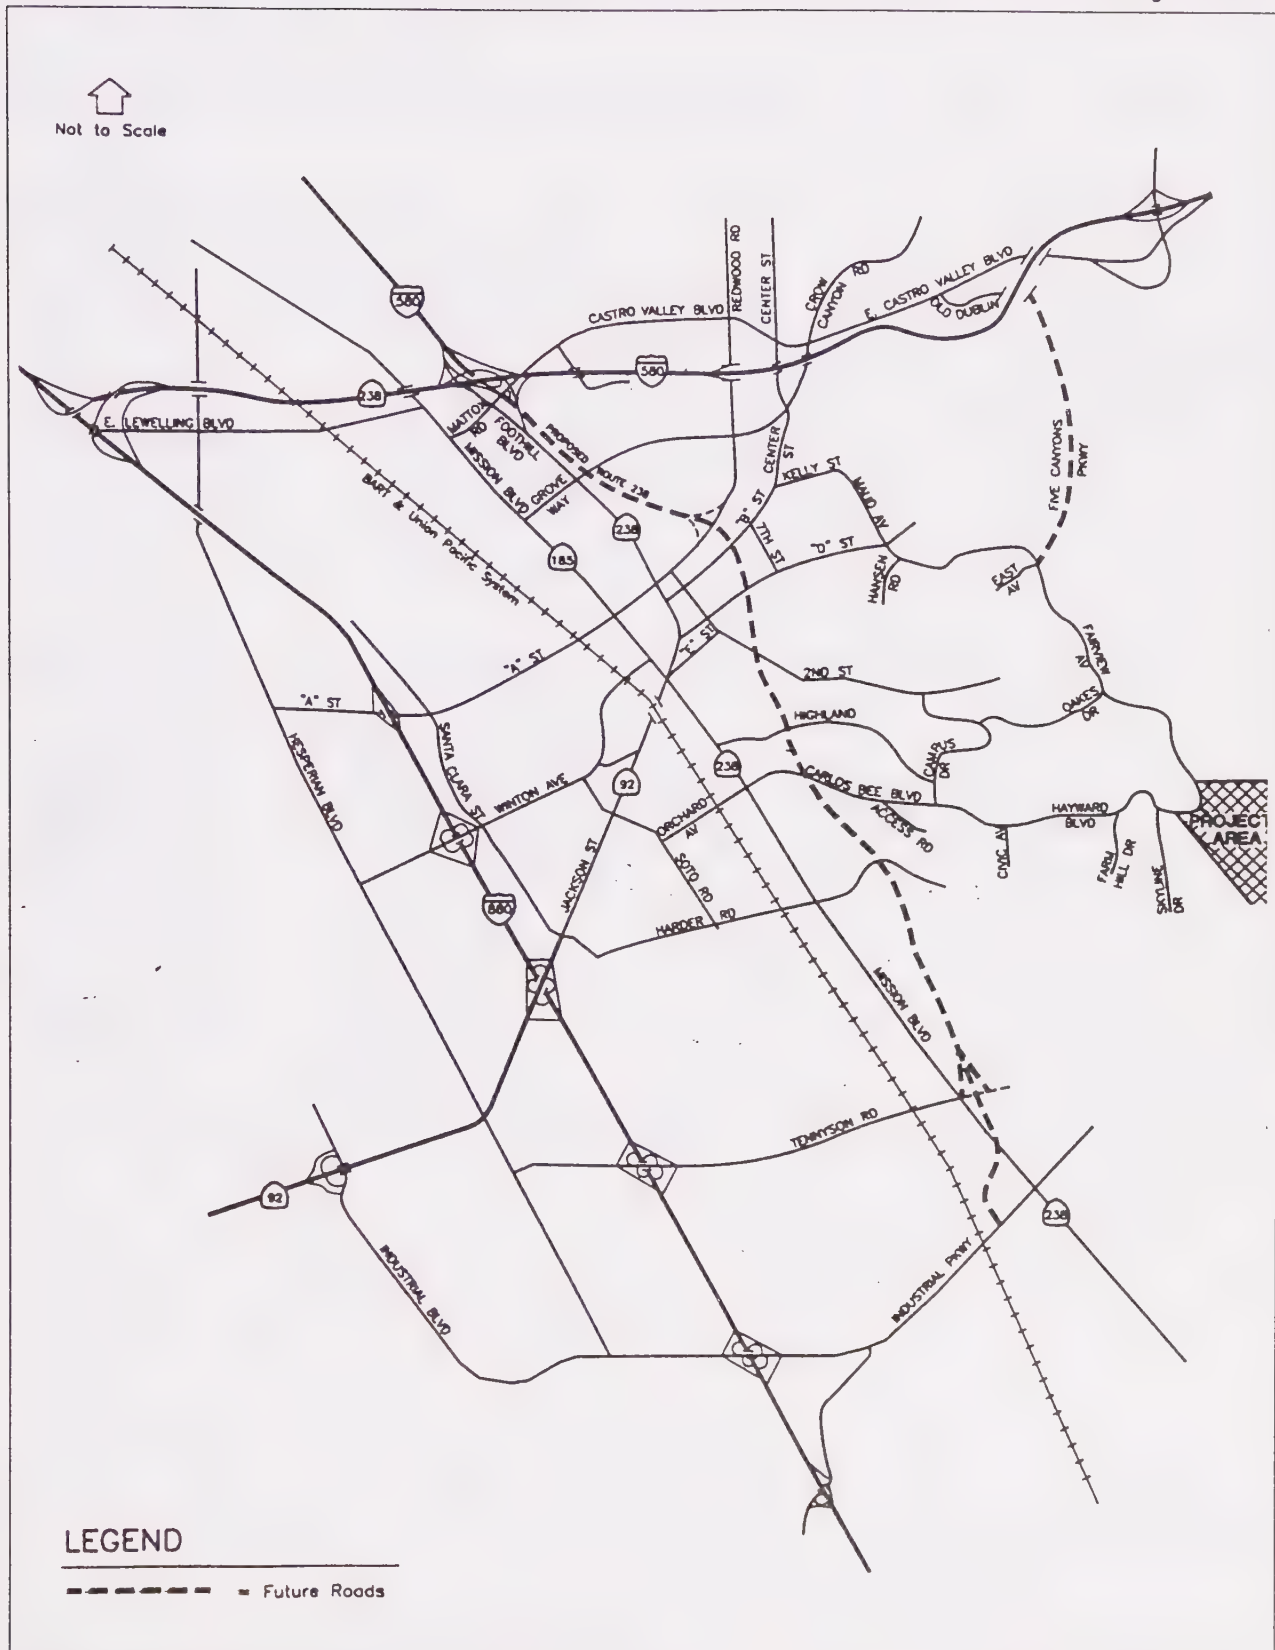 Not to Scale
580
REDWOOD RD
CENTER ST
CROW
CANYON
RD
E. CASTRO VALLEY BLVD
OLD DUBLIN
CASTRO VALLEY BLVD
580
238
E. LEWELLING BLVD
MATTOX
RD
FOOTHILL
BLVD
MISSION BLVD
GROVE
WAY
PROPOSED ROUTE 238
CENTER
ST
KELLY ST
MAUD AV
FIVE CANYONS
PKWY
BART & Union Pacific System
238
185
"B" ST
7TH ST
"D" ST
HANSEN
RD
EAST
AV
FAIRVIEW
AV
"A" ST
"F" ST
2ND ST
OAKES
DR
"A" ST
HIGHLAND
HESPERIAN BLVD
SANTA CLARA ST
WINTON AVE
92
238
CAMPUS
DR
CARLOS BEE BLVD
ACCESS RD
HAYWARD
BLVD
PROJECT
AREA
ORCHARD
AV
CIVIC AV
FARM
HILL DR
SKYLINE
DR
JACKSON ST
SOTO RD
HARDER RD
880
MISSION BLVD
TENNYSON RD
92
238
INDUSTRIAL BLVD
INDUSTRIAL PKWY
LEGEND
= Future Roads